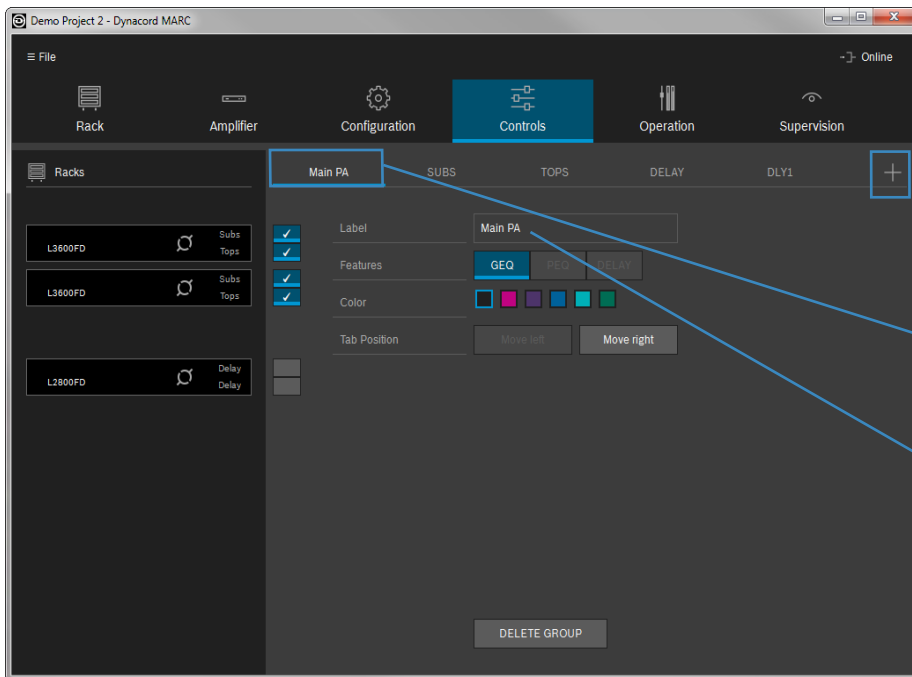 Demo Project 2 - Dynacord MARC
≡ File
Online
Rack Amplifier Configuration Controls Operation Supervision
Racks
Main PA SUBS TOPS DELAY DLY1
L3600FD Subs
Tops
L3600FD Subs
Tops
L2800FD Delay
Delay
Label Main PA
Features GEQ PEQ DELAY
Color
Tab Position Move left Move right
DELETE GROUP